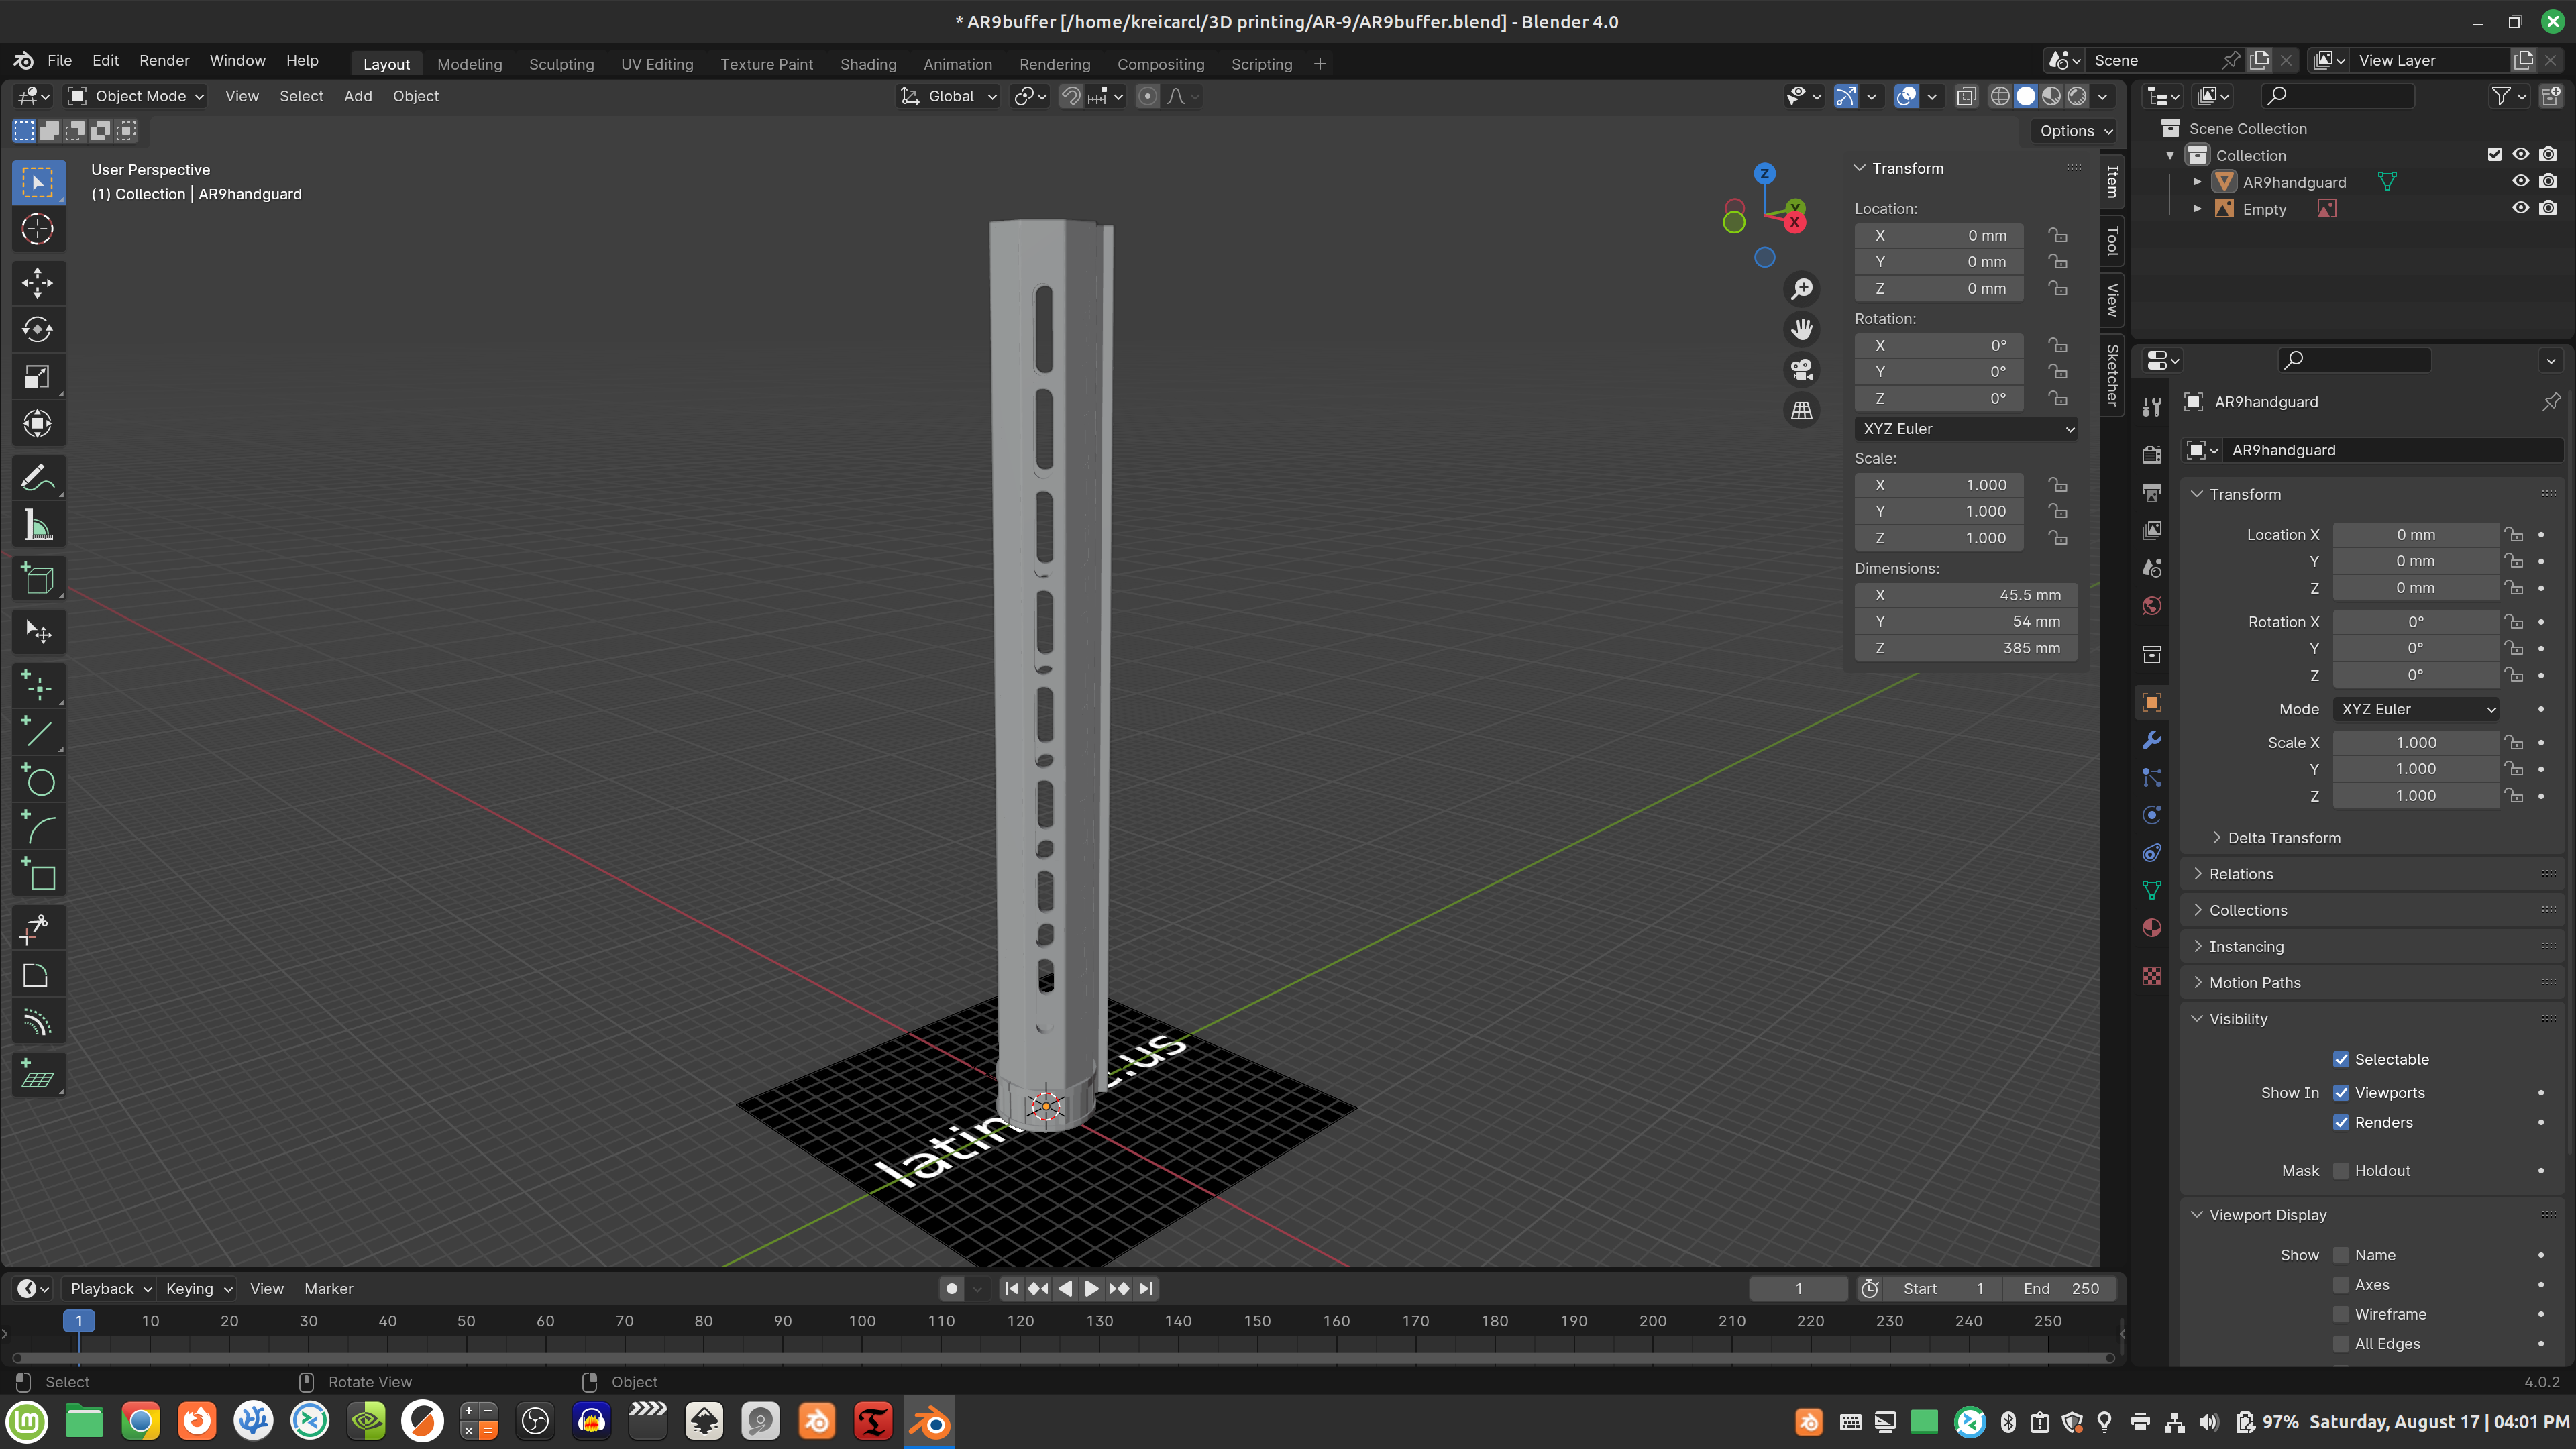 * AR9buffer [/home/kreicarcl/3D printing/AR-9/AR9buffer.blend] - Blender 4.0
File Edit Render Window Help Layout Modeling Sculpting UV Editing Texture Paint Shading Animation Rendering Compositing Scripting + Scene View Layer
Object Mode View Select Add Object Global
Options
User Perspective
(1) Collection | AR9handguard
Z
Y
X
Transform
Location:
X 0 mm
Y 0 mm
Z 0 mm
Rotation:
X 0°
Y 0°
Z 0°
XYZ Euler
Scale:
X 1.000
Y 1.000
Z 1.000
Dimensions:
X 45.5 mm
Y 54 mm
Z 385 mm
Item
Tool
View
Sketcher
Scene Collection
Collection
AR9handguard
Empty
AR9handguard
AR9handguard
Transform
Location X 0 mm
Y 0 mm
Z 0 mm
Rotation X 0°
Y 0°
Z 0°
Mode XYZ Euler
Scale X 1.000
Y 1.000
Z 1.000
Delta Transform
Relations
Collections
Instancing
Motion Paths
Visibility
Selectable
Show In Viewports
Renders
Mask Holdout
Viewport Display
Show Name
Axes
Wireframe
All Edges
Playback Keying View Marker 1 Start 1 End 250
1 10 20 30 40 50 60 70 80 90 100 110 120 130 140 150 160 170 180 190 200 210 220 230 240 250
Select Rotate View Object 4.0.2
97% Saturday, August 17 | 04:01 PM